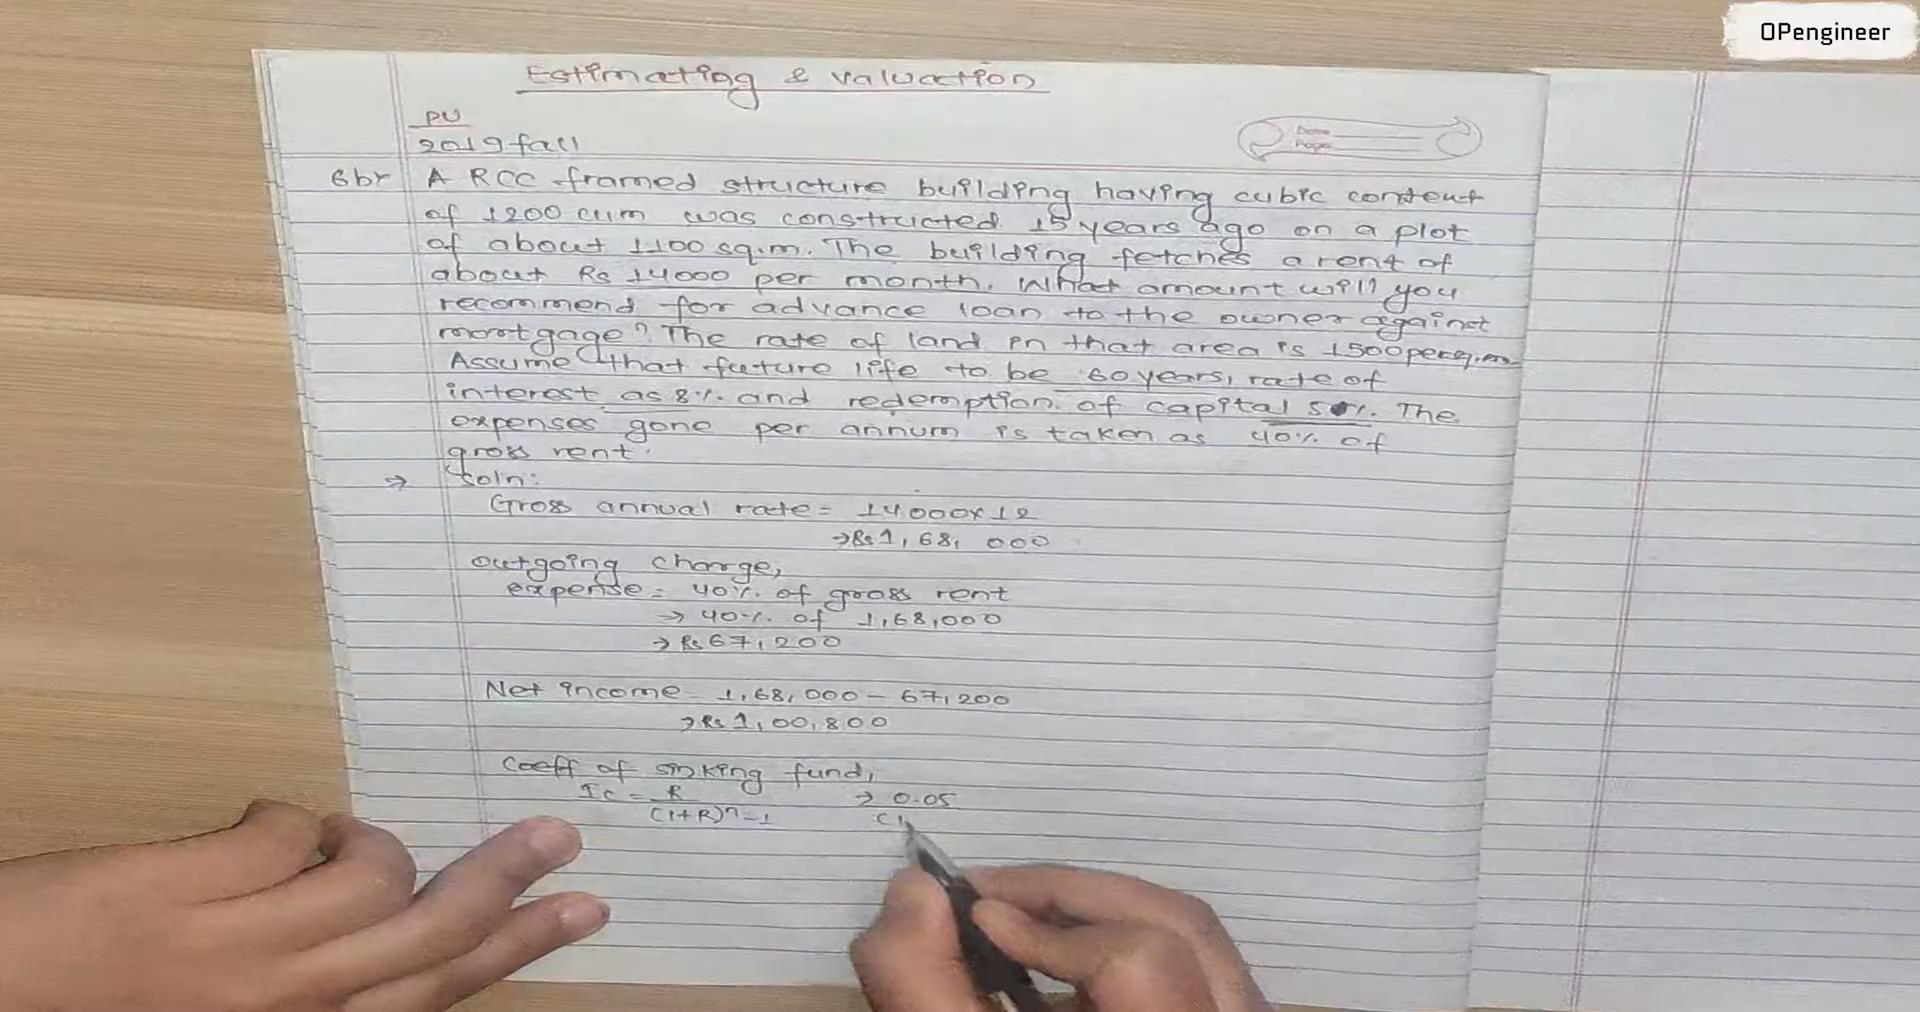 OPengineer
Estimating & valuation
PU
2019 fall
Date
Page
6br A RCC framed structure building having cubic content
of 1200 cum was constructed 15 years ago on a plot
of about 1100 sq.m. The building fetches a rent of
about Rs 14000 per month. What amount will you
recommend for advance loan to the owner against
mortgage? The rate of land in that area is 1500 per sq.m
Assume that future life to be 60 years, rate of
interest as 8% and redemption of capital 5%. The
expenses gone per annum is taken as 40% of
gross rent.
⇒ Soln:
Gross annual rate = 14000×12
→ Rs 1,68,000
outgoing charge,
expense = 40% of gross rent
→ 40% of 1,68,000
→ Rs 67,200
Net income = 1,68,000 - 67,200
→ Rs 1,00,800
Coeff of sinking fund,
Ic = R → 0.05
(1+R)ⁿ-1 (1